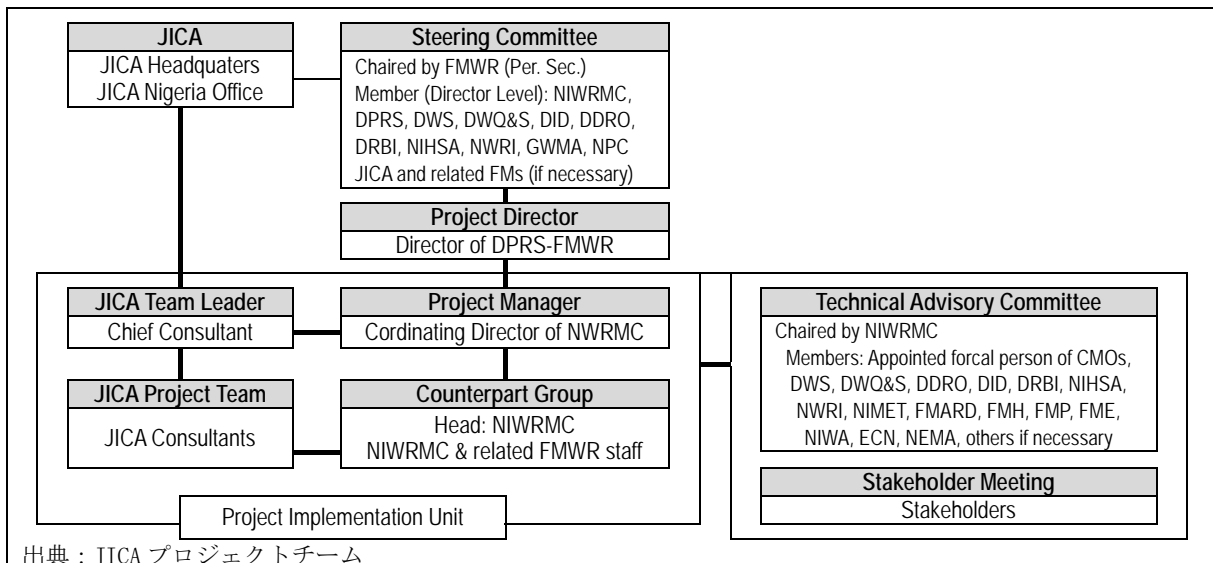 JICA
JICA Headquaters
JICA Nigeria Office
Steering Committee
Chaired by FMWR (Per. Sec.)
Member (Director Level): NIWRMC,
DPRS, DWS, DWQ&S, DID, DDRO,
DRBI, NIHSA, NWRI, GWMA, NPC
JICA and related FMs (if necessary)
Project Director
Director of DPRS-FMWR
JICA Team Leader
Chief Consultant
Project Manager
Cordinating Director of NWRMC
JICA Project Team
JICA Consultants
Counterpart Group
Head: NIWRMC
NIWRMC & related FMWR staff
Project Implementation Unit
Technical Advisory Committee
Chaired by NIWRMC
Members: Appointed forcal person of CMOs,
DWS, DWQ&S, DDRO, DID, DRBI, NIHSA,
NWRI, NIMET, FMARD, FMH, FMP, FME,
NIWA, ECN, NEMA, others if necessary
Stakeholder Meeting
Stakeholders
出典：JICA プロジェクトチーム